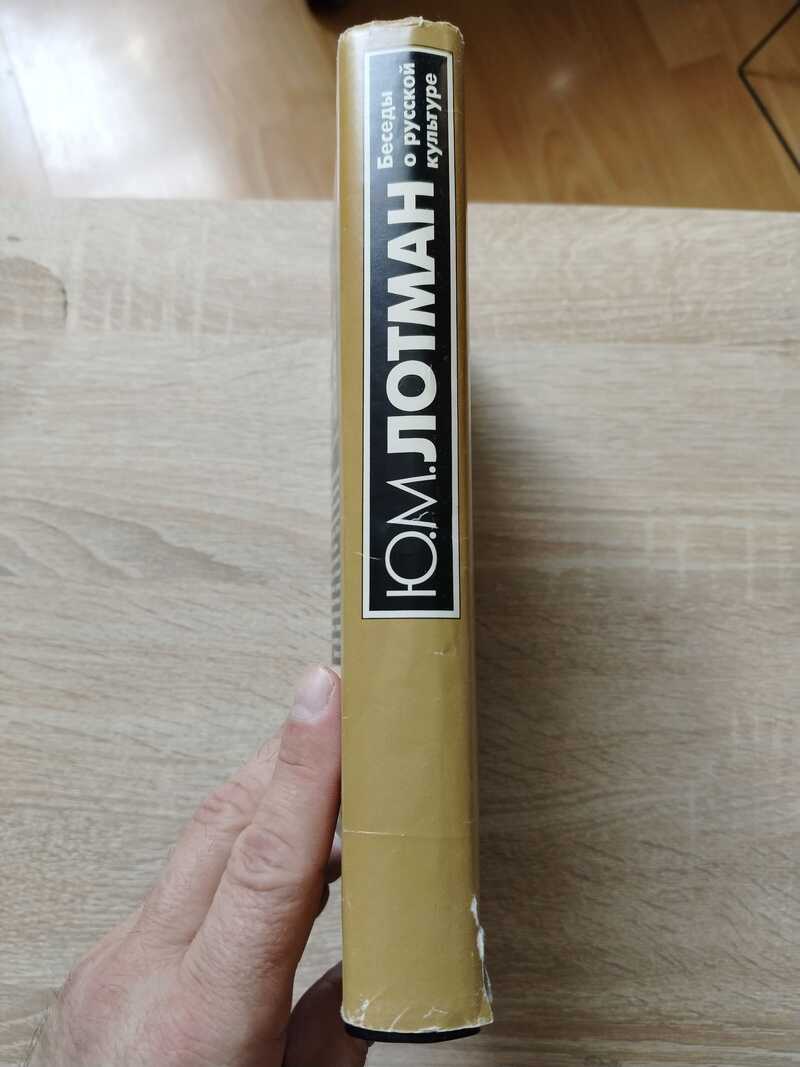 Ю.М. ЛОТМАН
Беседы
о русской
культуре